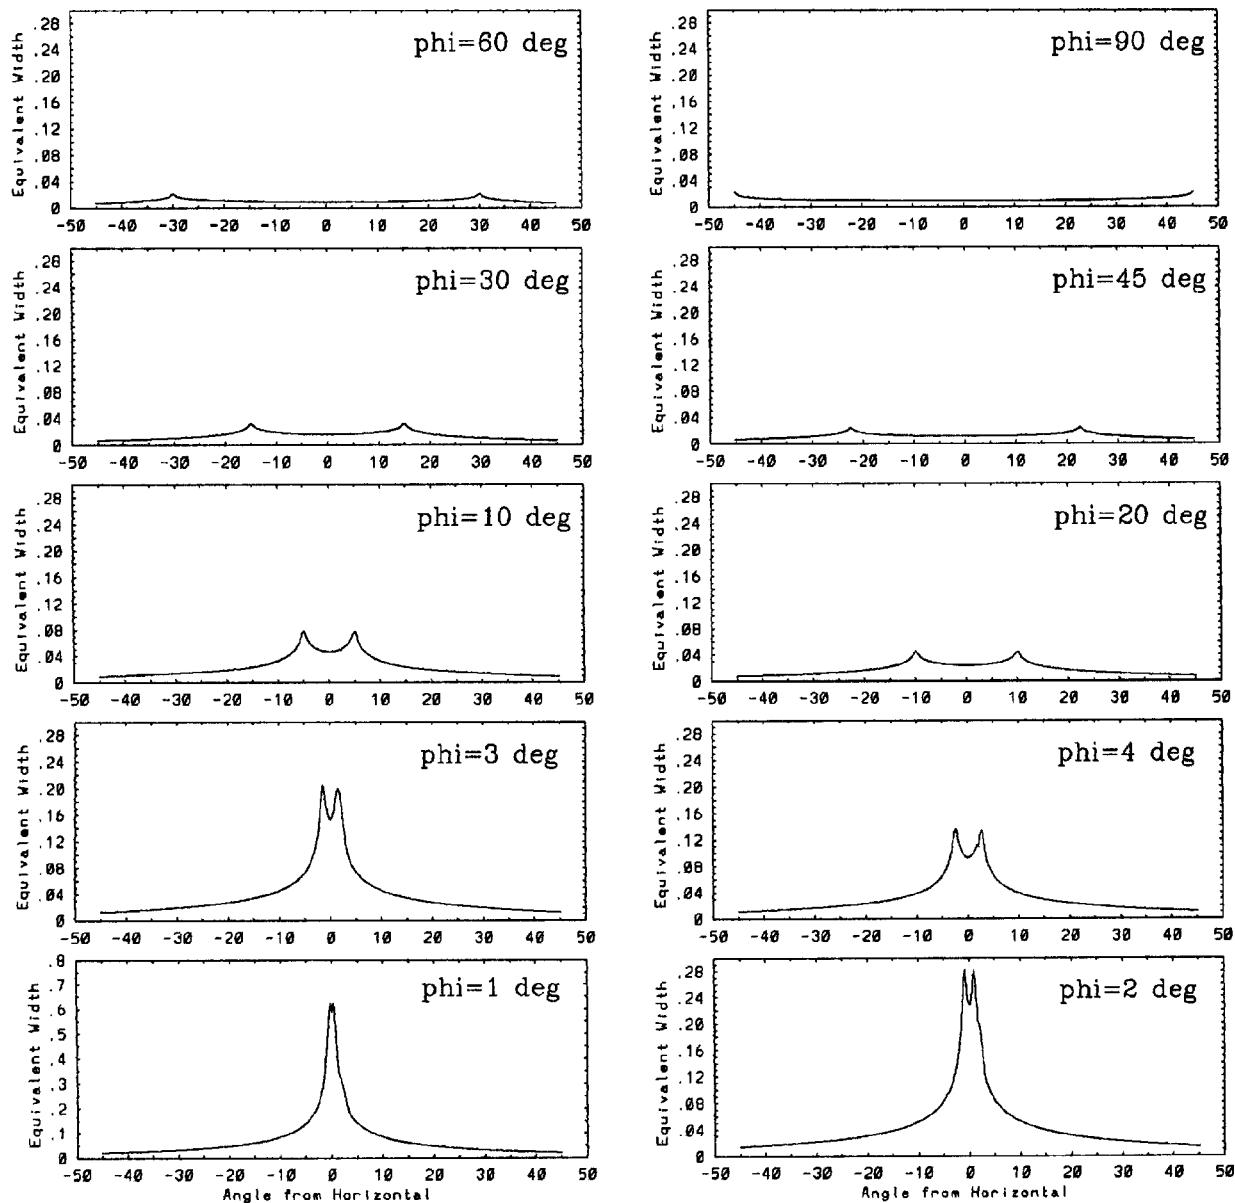 phi=60 deg
Equivalent Width
.28
.24
.20
.16
.12
.08
.04
0
-50 -40 -30 -20 -10 0 10 20 30 40 50
phi=90 deg
Equivalent Width
.28
.24
.20
.16
.12
.08
.04
0
-50 -40 -30 -20 -10 0 10 20 30 40 50
phi=30 deg
Equivalent Width
.28
.24
.20
.16
.12
.08
.04
0
-50 -40 -30 -20 -10 0 10 20 30 40 50
phi=45 deg
Equivalent Width
.28
.24
.20
.16
.12
.08
.04
0
-50 -40 -30 -20 -10 0 10 20 30 40 50
phi=10 deg
Equivalent Width
.28
.24
.20
.16
.12
.08
.04
0
-50 -40 -30 -20 -10 0 10 20 30 40 50
phi=20 deg
Equivalent Width
.28
.24
.20
.16
.12
.08
.04
0
-50 -40 -30 -20 -10 0 10 20 30 40 50
phi=3 deg
Equivalent Width
.28
.24
.20
.16
.12
.08
.04
0
-50 -40 -30 -20 -10 0 10 20 30 40 50
phi=4 deg
Equivalent Width
.28
.24
.20
.16
.12
.08
.04
0
-50 -40 -30 -20 -10 0 10 20 30 40 50
phi=1 deg
Equivalent Width
.8
.7
.6
.5
.4
.3
.2
.1
0
-50 -40 -30 -20 -10 0 10 20 30 40 50
Angle from Horizontal
phi=2 deg
Equivalent Width
.28
.24
.20
.16
.12
.08
.04
0
-50 -40 -30 -20 -10 0 10 20 30 40 50
Angle from Horizontal